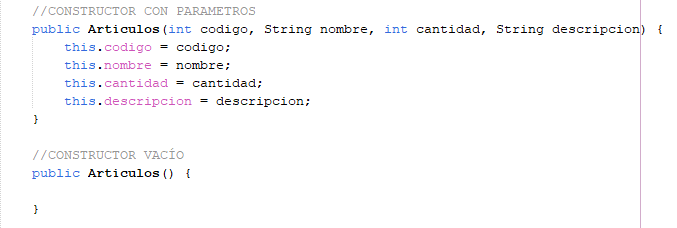 //CONSTRUCTOR CON PARAMETROS
public Articulos(int codigo, String nombre, int cantidad, String descripcion) {
this.codigo = codigo;
this.nombre = nombre;
this.cantidad = cantidad;
this.descripcion = descripcion;
}
//CONSTRUCTOR VACÍO
public Articulos() {
}